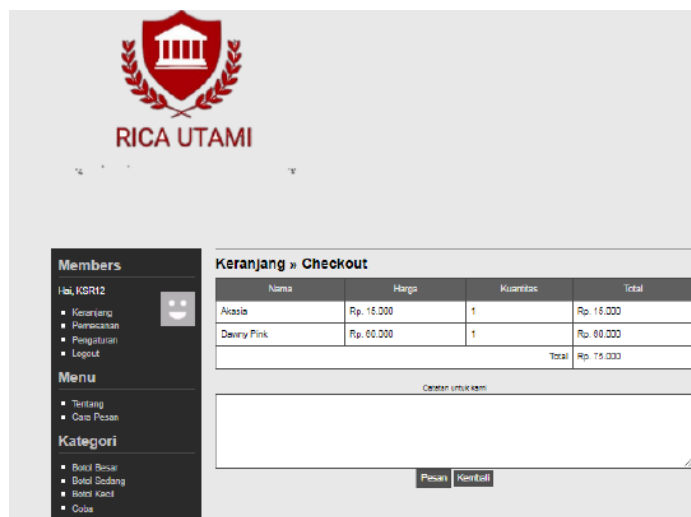 RICA UTAMI
Members
Hai, KSR12
Keranjang
Pemesanan
Pengaturan
Logout
Menu
Tentang
Cara Pesan
Kategori
Botol Besar
Botol Sedang
Botol Kecil
Coba
Keranjang » Checkout
Nama Harga Kuantitas Total
Akasia Rp. 15.000 1 Rp. 15.000
Rp. 60.000 1 Rp. 60.000
Total Rp. 75.000
Catatan untuk kami
Pesan Kembali